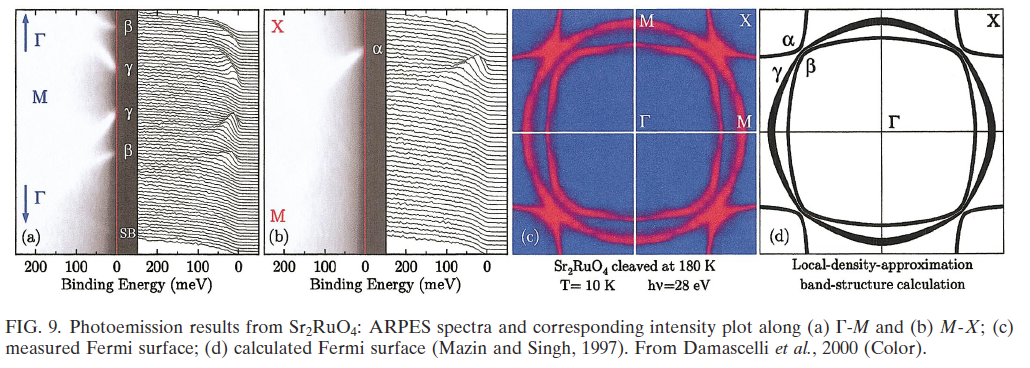 β
Γ
γ
M
γ
β
Γ
SB
(a)
200 100 0 200 100 0
Binding Energy (meV)
X
α
M
(b)
200 100 0 200 100 0
Binding Energy (meV)
M X
Γ M
(c)
Sr₂RuO₄ cleaved at 180 K
T= 10 K hν=28 eV
X
α
γ β
Γ
(d)
Local-density-approximation
band-structure calculation
FIG. 9. Photoemission results from Sr₂RuO₄: ARPES spectra and corresponding intensity plot along (a) Γ-M and (b) M-X; (c)
measured Fermi surface; (d) calculated Fermi surface (Mazin and Singh, 1997). From Damascelli et al., 2000 (Color).